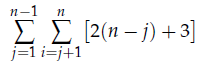 n−1 n
∑ ∑ [2(n − j) + 3]
j=1 i=j+1